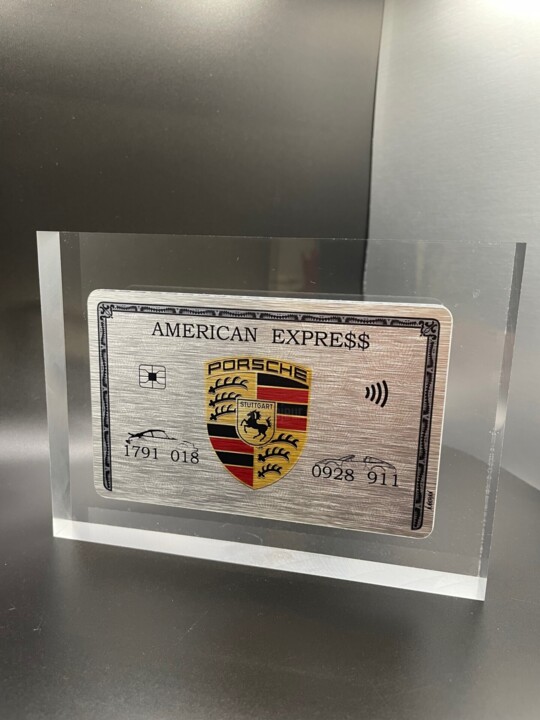 AMERICAN EXPRE$$
PORSCHE
STUTTGART
1791 018
0928 911